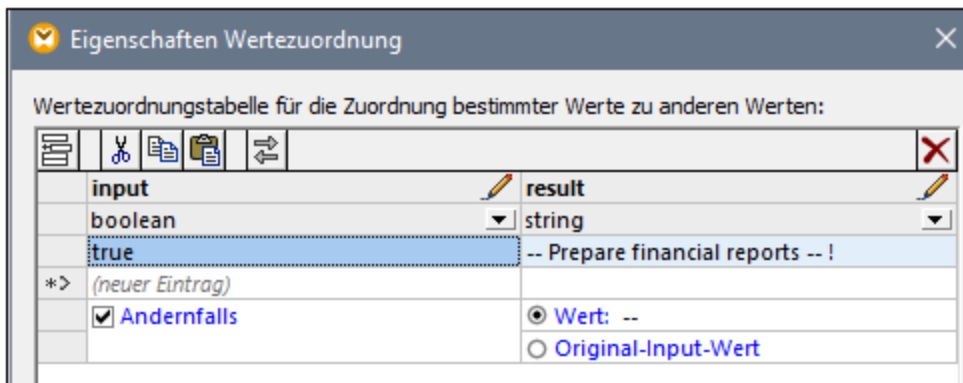 Eigenschaften Wertezuordnung
Wertezuordnungstabelle für die Zuordnung bestimmter Werte zu anderen Werten:
input result
boolean string
true -- Prepare financial reports -- !
*> (neuer Eintrag)
Andernfalls Wert: --
Original-Input-Wert